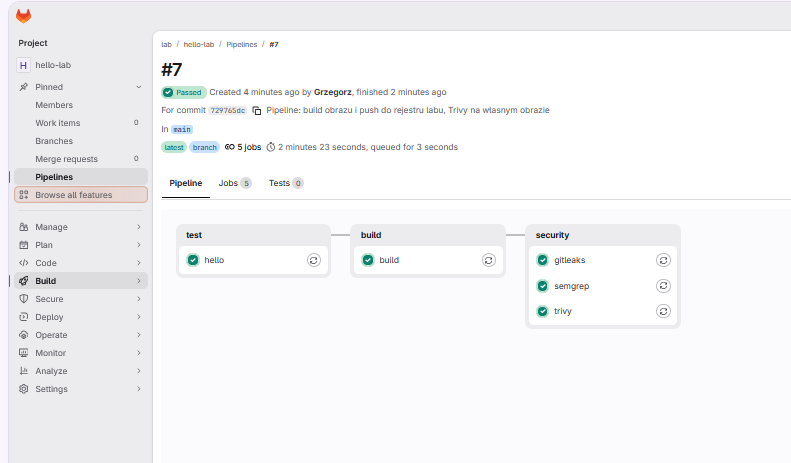 Project
H hello-lab
Pinned
Members
Work items 0
Branches
Merge requests 0
Pipelines
Browse all features
Manage
Plan
Code
Build
Secure
Deploy
Operate
Monitor
Analyze
Settings
lab / hello-lab / Pipelines / #7
#7
Passed Created 4 minutes ago by Grzegorz, finished 2 minutes ago
For commit 729765dc Pipeline: build obrazu i push do rejestru labu, Trivy na własnym obrazie
In main
latest branch 5 jobs 2 minutes 23 seconds, queued for 3 seconds
Pipeline Jobs 5 Tests 0
test
hello
build
build
security
gitleaks
semgrep
trivy